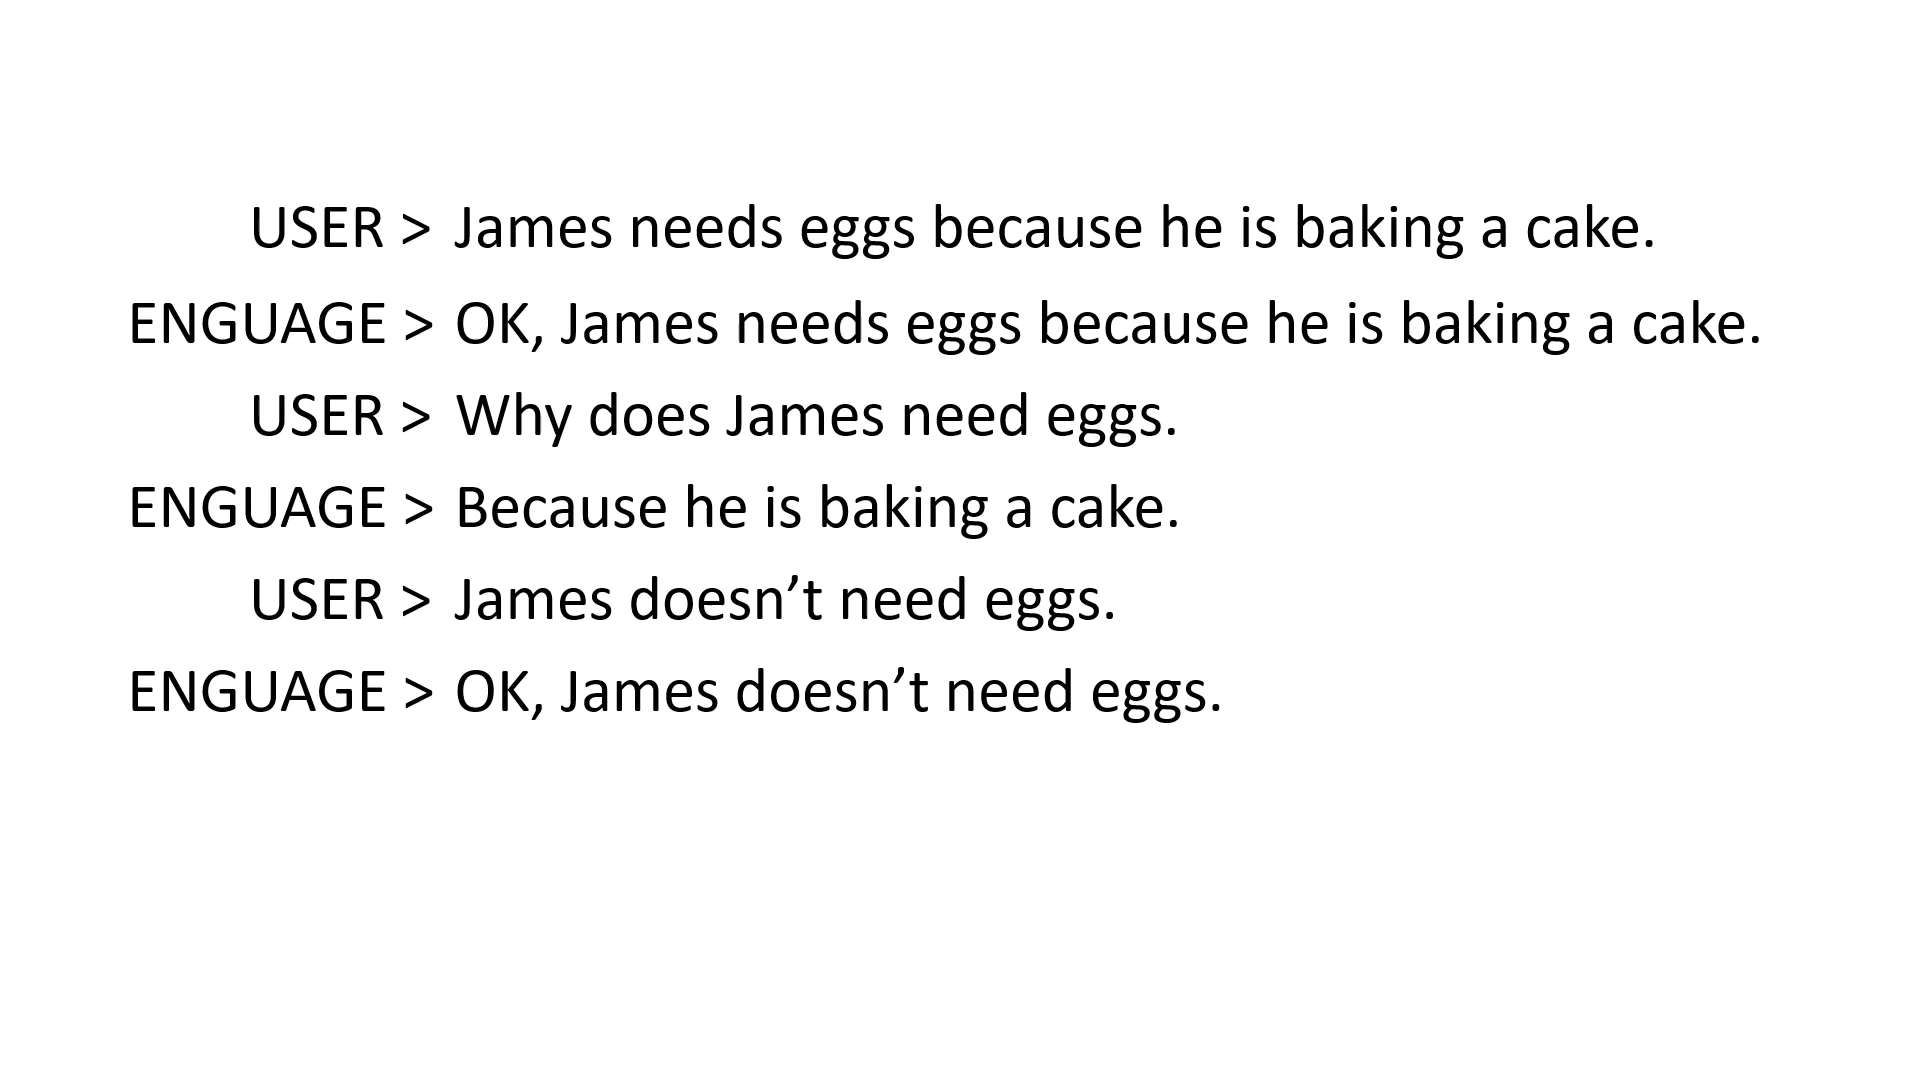 USER > James needs eggs because he is baking a cake.
ENGUAGE > OK, James needs eggs because he is baking a cake.
USER > Why does James need eggs.
ENGUAGE > Because he is baking a cake.
USER > James doesn’t need eggs.
ENGUAGE > OK, James doesn’t need eggs.